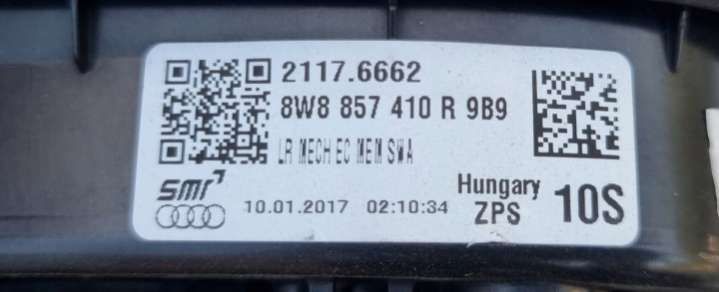 2117.6662
8W8 857 410 R 9B9
LR MECH EC MEM SWA
smr
10.01.2017 02:10:34
Hungary
ZPS
10S